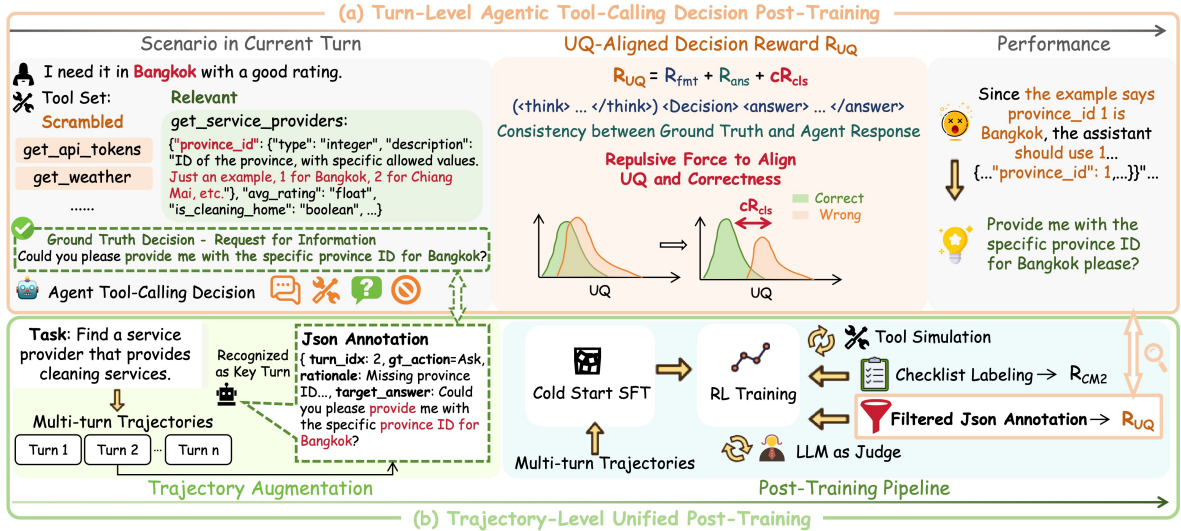 (a) Turn-Level Agentic Tool-Calling Decision Post-Training
Scenario in Current Turn
I need it in Bangkok with a good rating.
Tool Set:
Scrambled
get_api_tokens
get_weather
......
Relevant
get_service_providers:
{"province_id": {"type": "integer", "description":
"ID of the province, with specific allowed values.
Just an example, 1 for Bangkok, 2 for Chiang
Mai, etc."}, "avg_rating": "float",
"is_cleaning_home": "boolean", ...}
Ground Truth Decision - Request for Information
Could you please provide me with the specific province ID for Bangkok?
Agent Tool-Calling Decision
UQ-Aligned Decision Reward RUQ
RUQ = Rfmt + Rans + cRcls
(<think> ... </think>) <Decision> <answer> ... </answer>
Consistency between Ground Truth and Agent Response
Repulsive Force to Align
UQ and Correctness
Correct
Wrong
cRcls
UQ
UQ
Performance
Since the example says
province_id 1 is
Bangkok, the assistant
should use 1...
{..."province_id": 1,...}}"...
Provide me with the
specific province ID
for Bangkok please?
Task: Find a service
provider that provides
cleaning services.
Multi-turn Trajectories
Turn 1
Turn 2
...
Turn n
Recognized
as Key Turn
Json Annotation
{ turn_idx: 2, gt_action=Ask,
rationale: Missing province
ID..., target_answer: Could
you please provide me with
the specific province ID for
Bangkok?
Trajectory Augmentation
Cold Start SFT
RL Training
Multi-turn Trajectories
Tool Simulation
Checklist Labeling → RCM2
Filtered Json Annotation → RUQ
LLM as Judge
Post-Training Pipeline
(b) Trajectory-Level Unified Post-Training